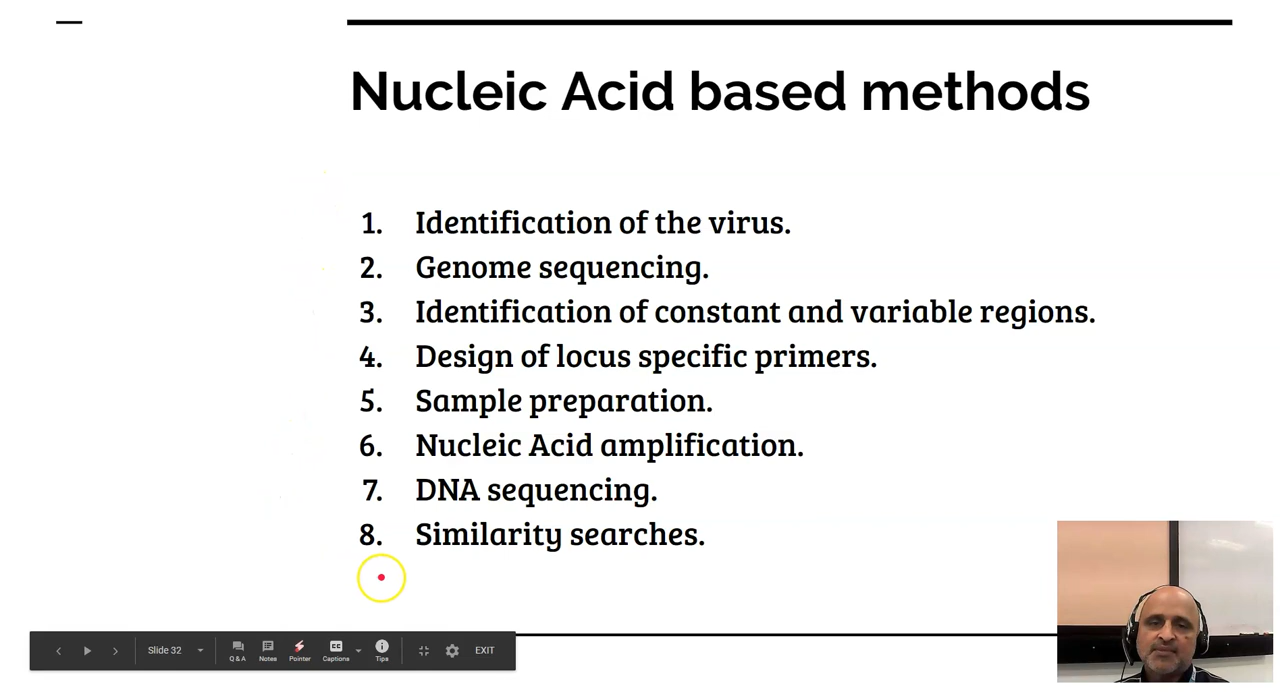 Nucleic Acid based methods
1. Identification of the virus.
2. Genome sequencing.
3. Identification of constant and variable regions.
4. Design of locus specific primers.
5. Sample preparation.
6. Nucleic Acid amplification.
7. DNA sequencing.
8. Similarity searches.
Slide 32 Q & A Notes Pointer CC Captions Tips EXIT